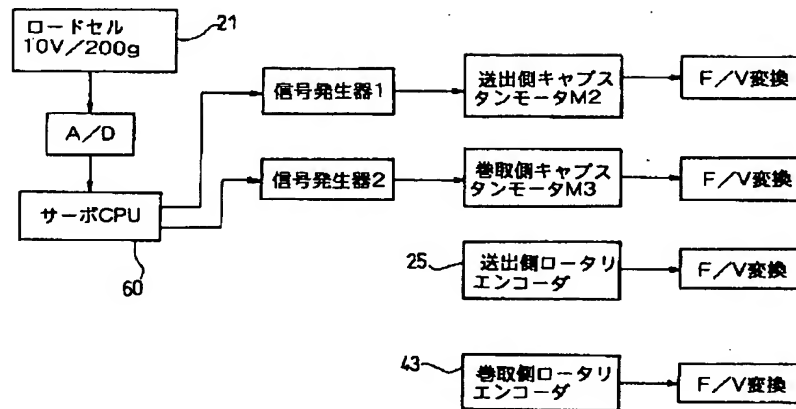 ロードセル
10V/200g
21
A/D
サーボCPU
60
信号発生器1
送出側キャプス
タンモータM2
F/V変換
信号発生器2
巻取側キャプス
タンモータM3
F/V変換
25
送出側ロータリ
エンコーダ
F/V変換
43
巻取側ロータリ
エンコーダ
F/V変換